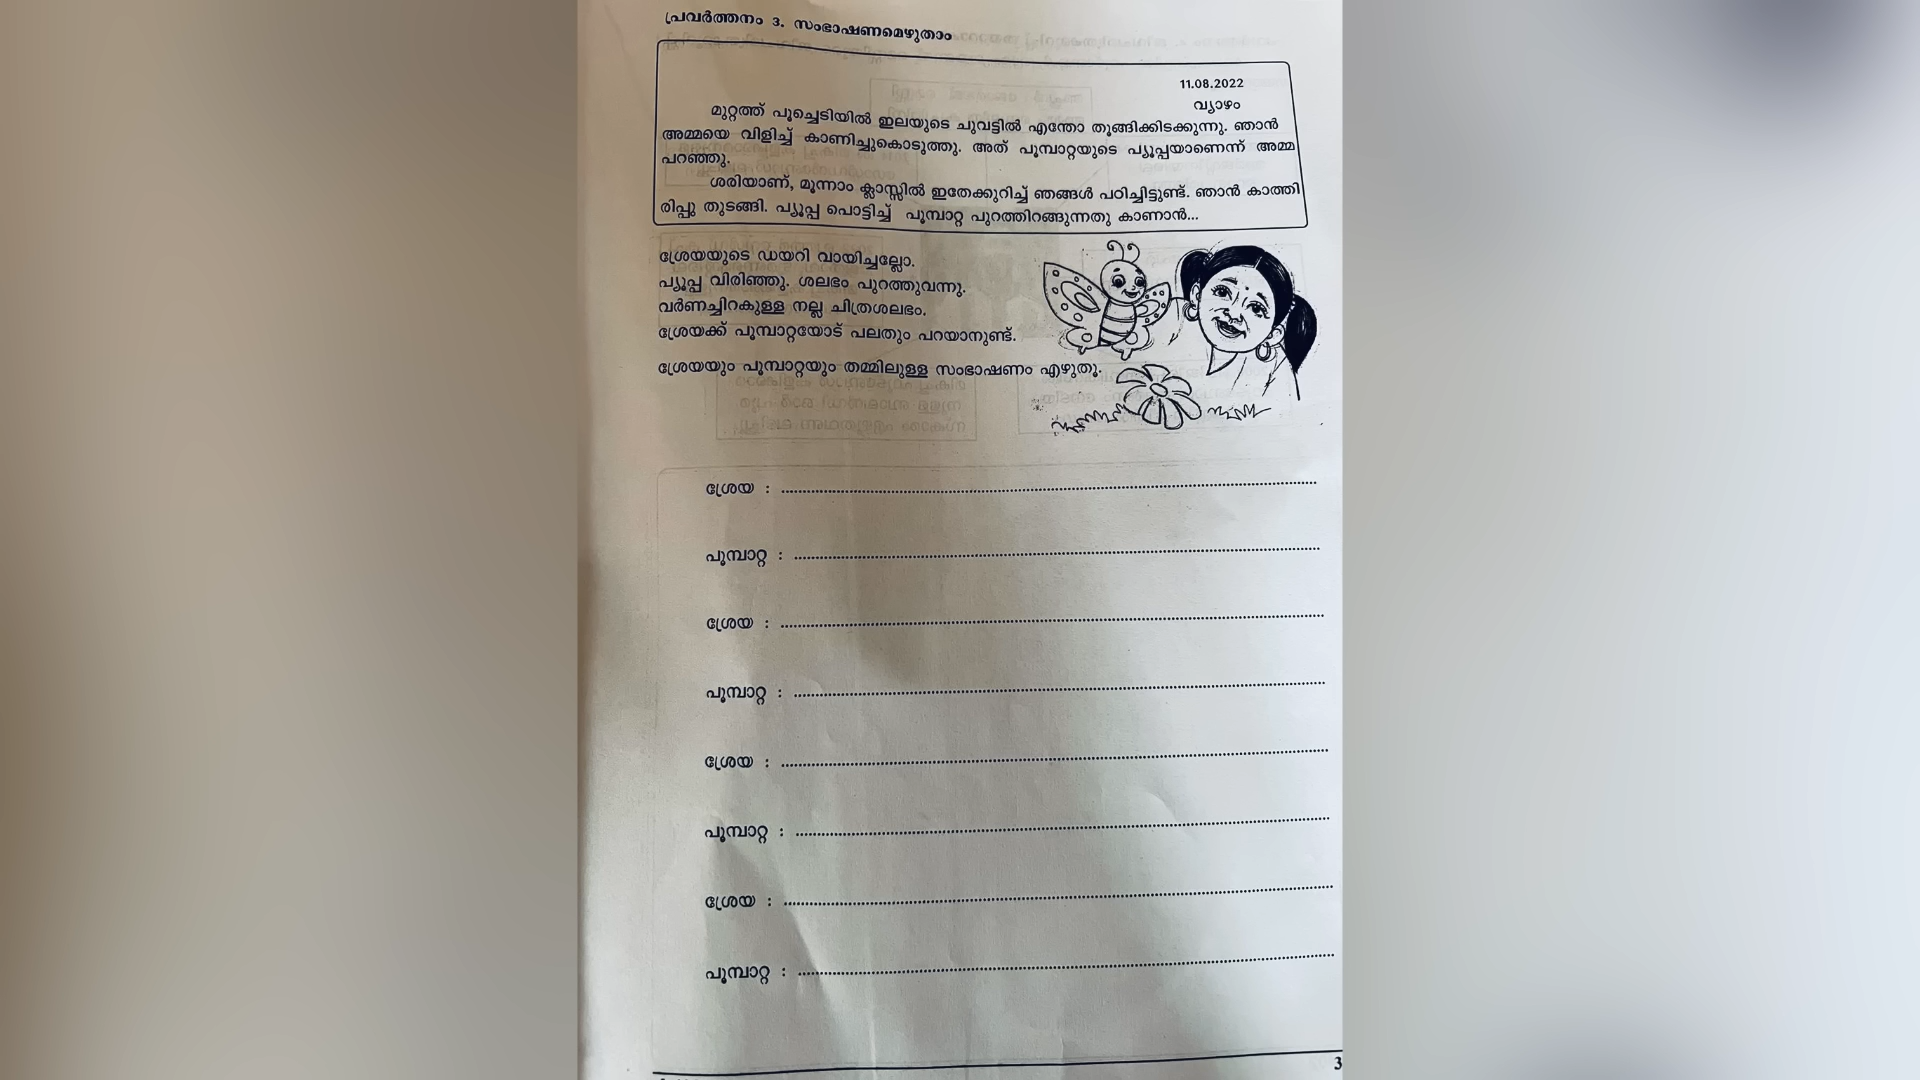 പ്രവർത്തനം 3. സംഭാഷണമെഴുതാം
11.08.2022
വ്യാഴം
മുറ്റത്ത് പൂച്ചെടിയിൽ ഇലയുടെ ചുവട്ടിൽ എന്തോ തൂങ്ങിക്കിടക്കുന്നു. ഞാൻ
അമ്മയെ വിളിച്ച് കാണിച്ചുകൊടുത്തു. അത് പൂമ്പാറ്റയുടെ പ്യൂപ്പയാണെന്ന് അമ്മ
പറഞ്ഞു.
ശരിയാണ്, മൂന്നാം ക്ലാസ്സിൽ ഇതേക്കുറിച്ച് ഞങ്ങൾ പഠിച്ചിട്ടുണ്ട്. ഞാൻ കാത്തി
രിപ്പു തുടങ്ങി. പ്യൂപ്പ പൊട്ടിച്ച് പൂമ്പാറ്റ പുറത്തിറങ്ങുന്നതു കാണാൻ...
ശ്രേയയുടെ ഡയറി വായിച്ചല്ലോ.
പ്യൂപ്പ വിരിഞ്ഞു. ശലഭം പുറത്തുവന്നു.
വർണച്ചിറകുള്ള നല്ല ചിത്രശലഭം.
ശ്രേയക്ക് പൂമ്പാറ്റയോട് പലതും പറയാനുണ്ട്.
ശ്രേയയും പൂമ്പാറ്റയും തമ്മിലുള്ള സംഭാഷണം എഴുതൂ.
ശ്രേയ : ..........
പൂമ്പാറ്റ : ..........
ശ്രേയ : ..........
പൂമ്പാറ്റ : ..........
ശ്രേയ : ..........
പൂമ്പാറ്റ : ..........
ശ്രേയ : ..........
പൂമ്പാറ്റ : ..........
3